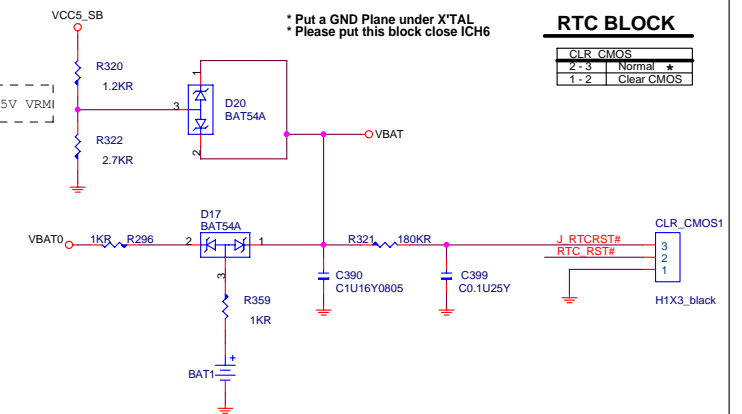 VCC5_SB
* Put a GND Plane under X'TAL
* Please put this block close ICH6
RTC BLOCK
CLR_CMOS
2 - 3 Normal *
1 - 2 Clear CMOS
R320
1.2KR
5V VRM
1
3
D20
BAT54A
2
VBAT
R322
2.7KR
D17
BAT54A
VBAT0
1KR R296
2
1
3
R321 180KR
J_RTCRST#
RTC_RST#
CLR_CMOS1
3
2
1
H1X3_black
C390
C1U16Y0805
C399
C0.1U25Y
R359
1KR
BAT1
+